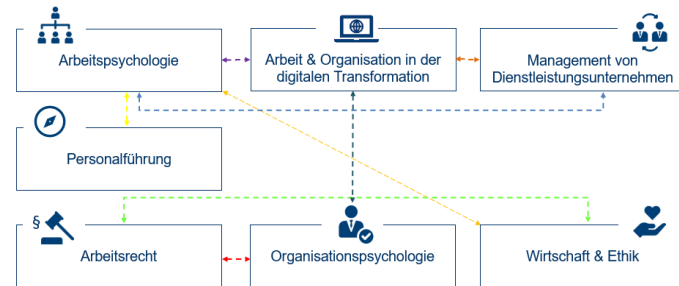 Arbeitspsychologie
Arbeit & Organisation in der
digitalen Transformation
Management von
Dienstleistungsunternehmen
Personalführung
§
Arbeitsrecht
Organisationspsychologie
Wirtschaft & Ethik